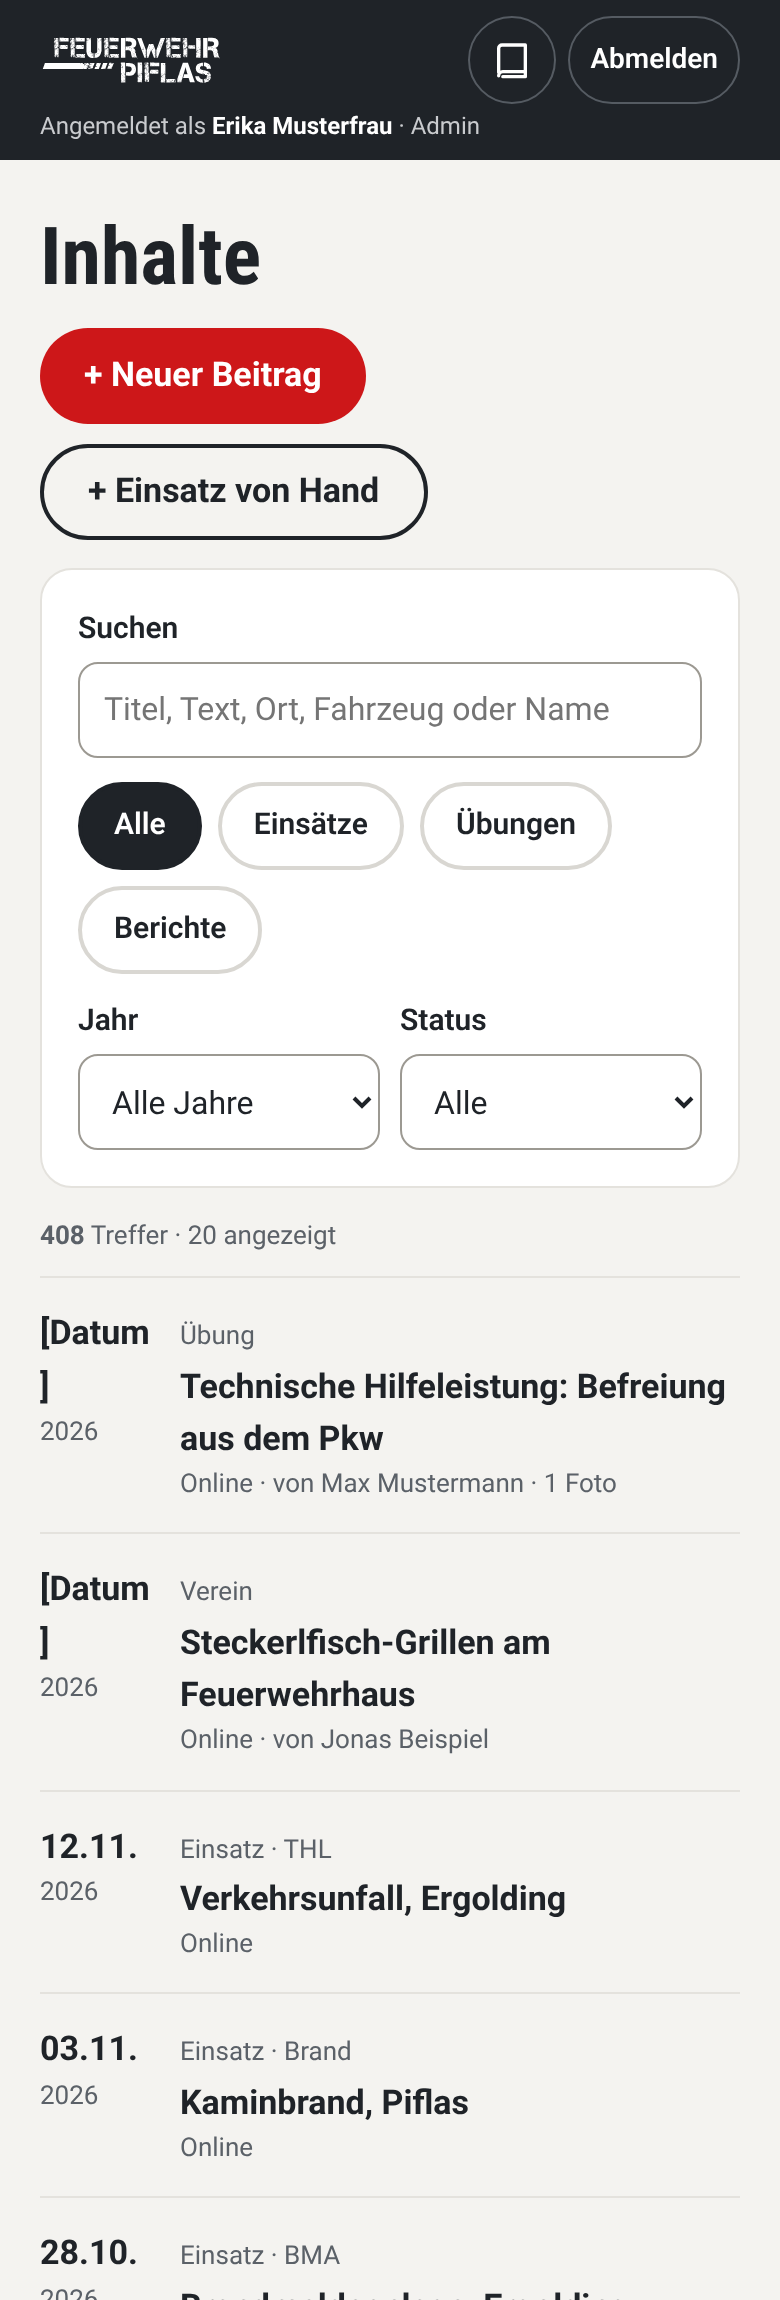 FEUERWEHR
PIFLAS
Abmelden
Angemeldet als Erika Musterfrau · Admin
Inhalte
+ Neuer Beitrag
+ Einsatz von Hand
Suchen
Titel, Text, Ort, Fahrzeug oder Name
Alle
Einsätze
Übungen
Berichte
Jahr
Status
Alle Jahre
Alle
408 Treffer · 20 angezeigt
[Datum
]
2026
Übung
Technische Hilfeleistung: Befreiung
aus dem Pkw
Online · von Max Mustermann · 1 Foto
[Datum
]
2026
Verein
Steckerlfisch-Grillen am
Feuerwehrhaus
Online · von Jonas Beispiel
12.11.
2026
Einsatz · THL
Verkehrsunfall, Ergolding
Online
03.11.
2026
Einsatz · Brand
Kaminbrand, Piflas
Online
28.10.
2026
Einsatz · BMA